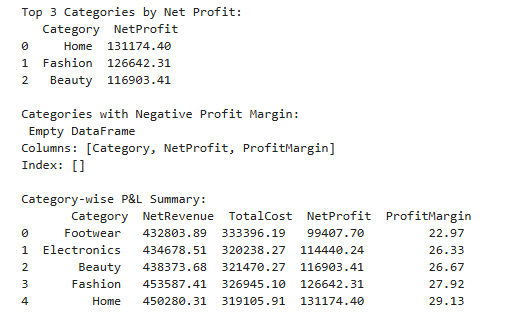 Top 3 Categories by Net Profit:
Category NetProfit
0 Home 131174.40
1 Fashion 126642.31
2 Beauty 116903.41
Categories with Negative Profit Margin:
Empty DataFrame
Columns: [Category, NetProfit, ProfitMargin]
Index: []
Category-wise P&L Summary:
Category NetRevenue TotalCost NetProfit ProfitMargin
0 Footwear 432803.89 333396.19 99407.70 22.97
1 Electronics 434678.51 320238.27 114440.24 26.33
2 Beauty 438373.68 321470.27 116903.41 26.67
3 Fashion 453587.41 326945.10 126642.31 27.92
4 Home 450280.31 319105.91 131174.40 29.13